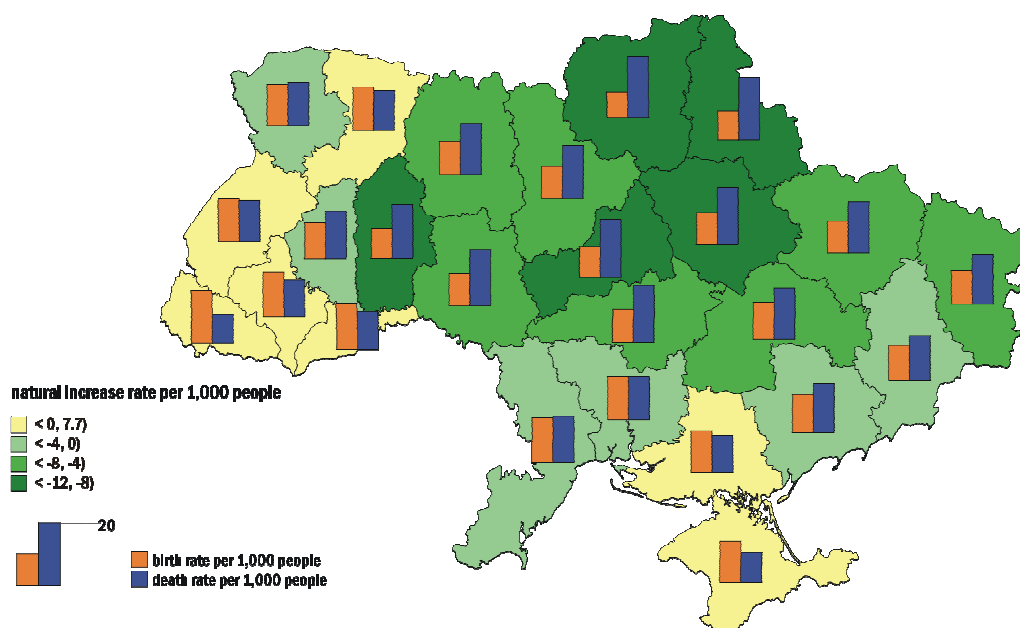 natural increase rate per 1,000 people
< 0, 7.7)
< -4, 0)
< -8, -4)
< -12, -8)
20
birth rate per 1,000 people
death rate per 1,000 people